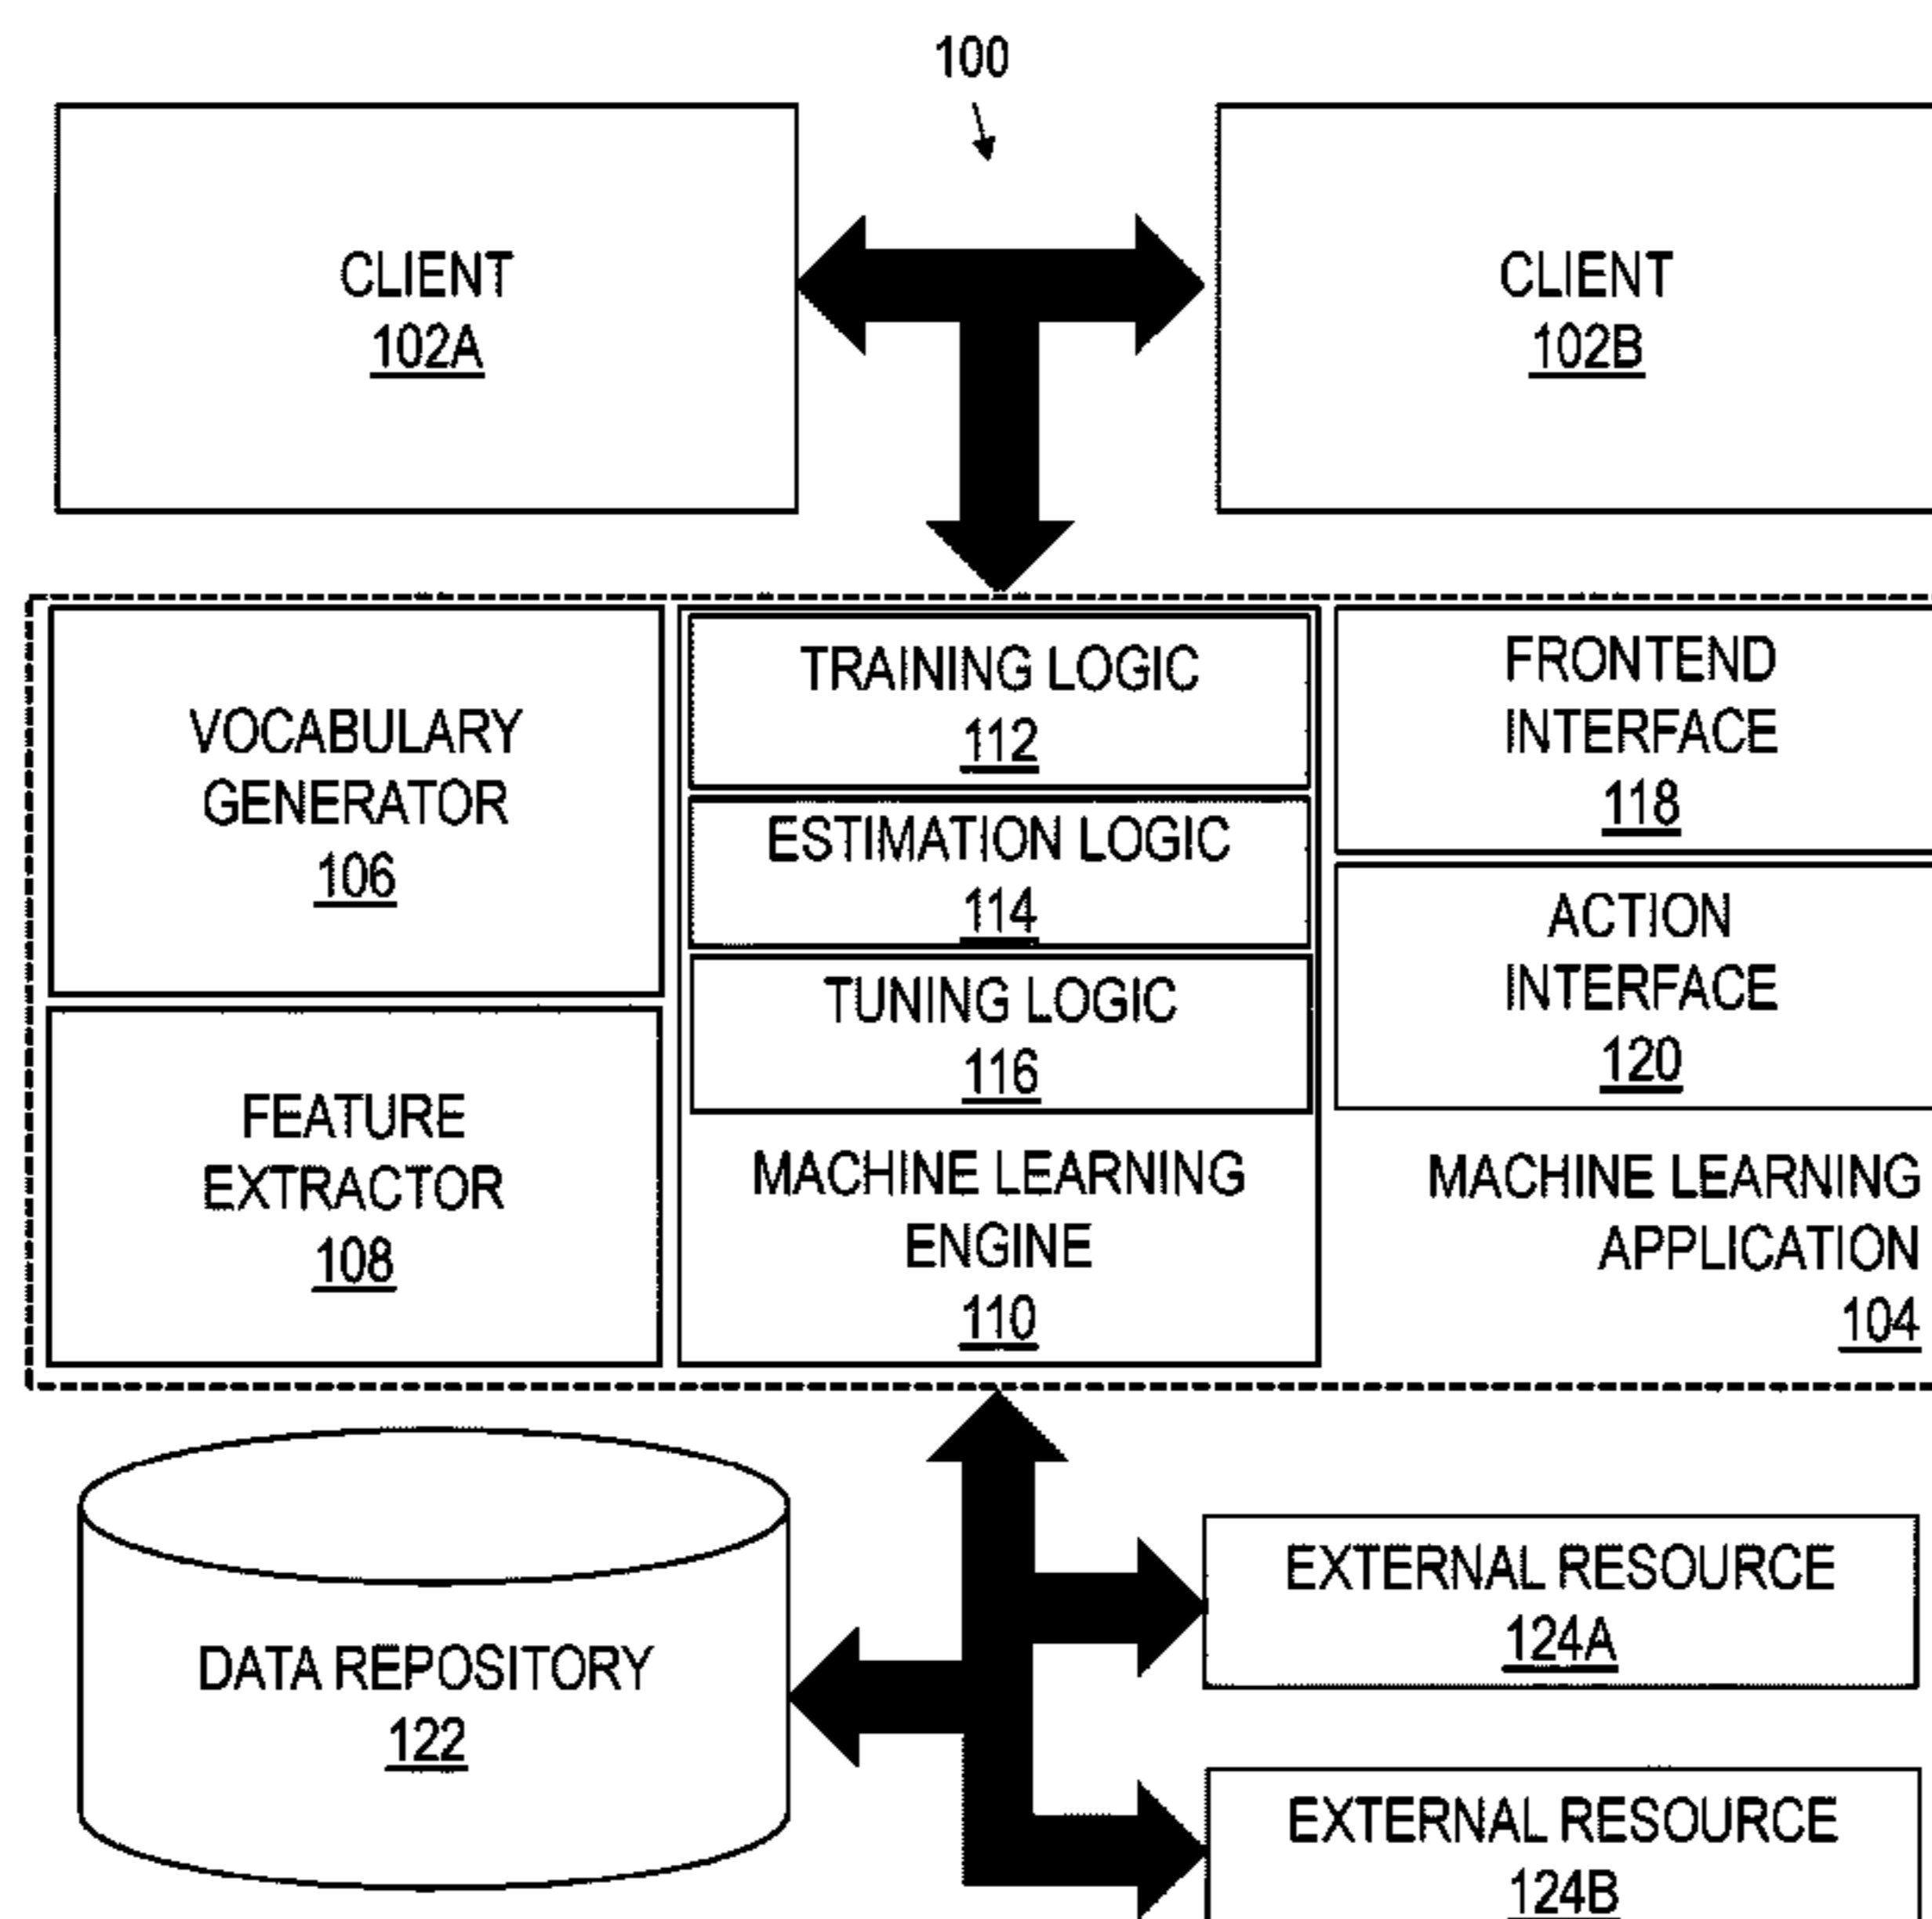 100
CLIENT
102A
CLIENT
102B
VOCABULARY
GENERATOR
106
FEATURE
EXTRACTOR
108
TRAINING LOGIC
112
ESTIMATION LOGIC
114
TUNING LOGIC
116
MACHINE LEARNING
ENGINE
110
FRONTEND
INTERFACE
118
ACTION
INTERFACE
120
MACHINE LEARNING
APPLICATION
104
DATA REPOSITORY
122
EXTERNAL RESOURCE
124A
EXTERNAL RESOURCE
124B